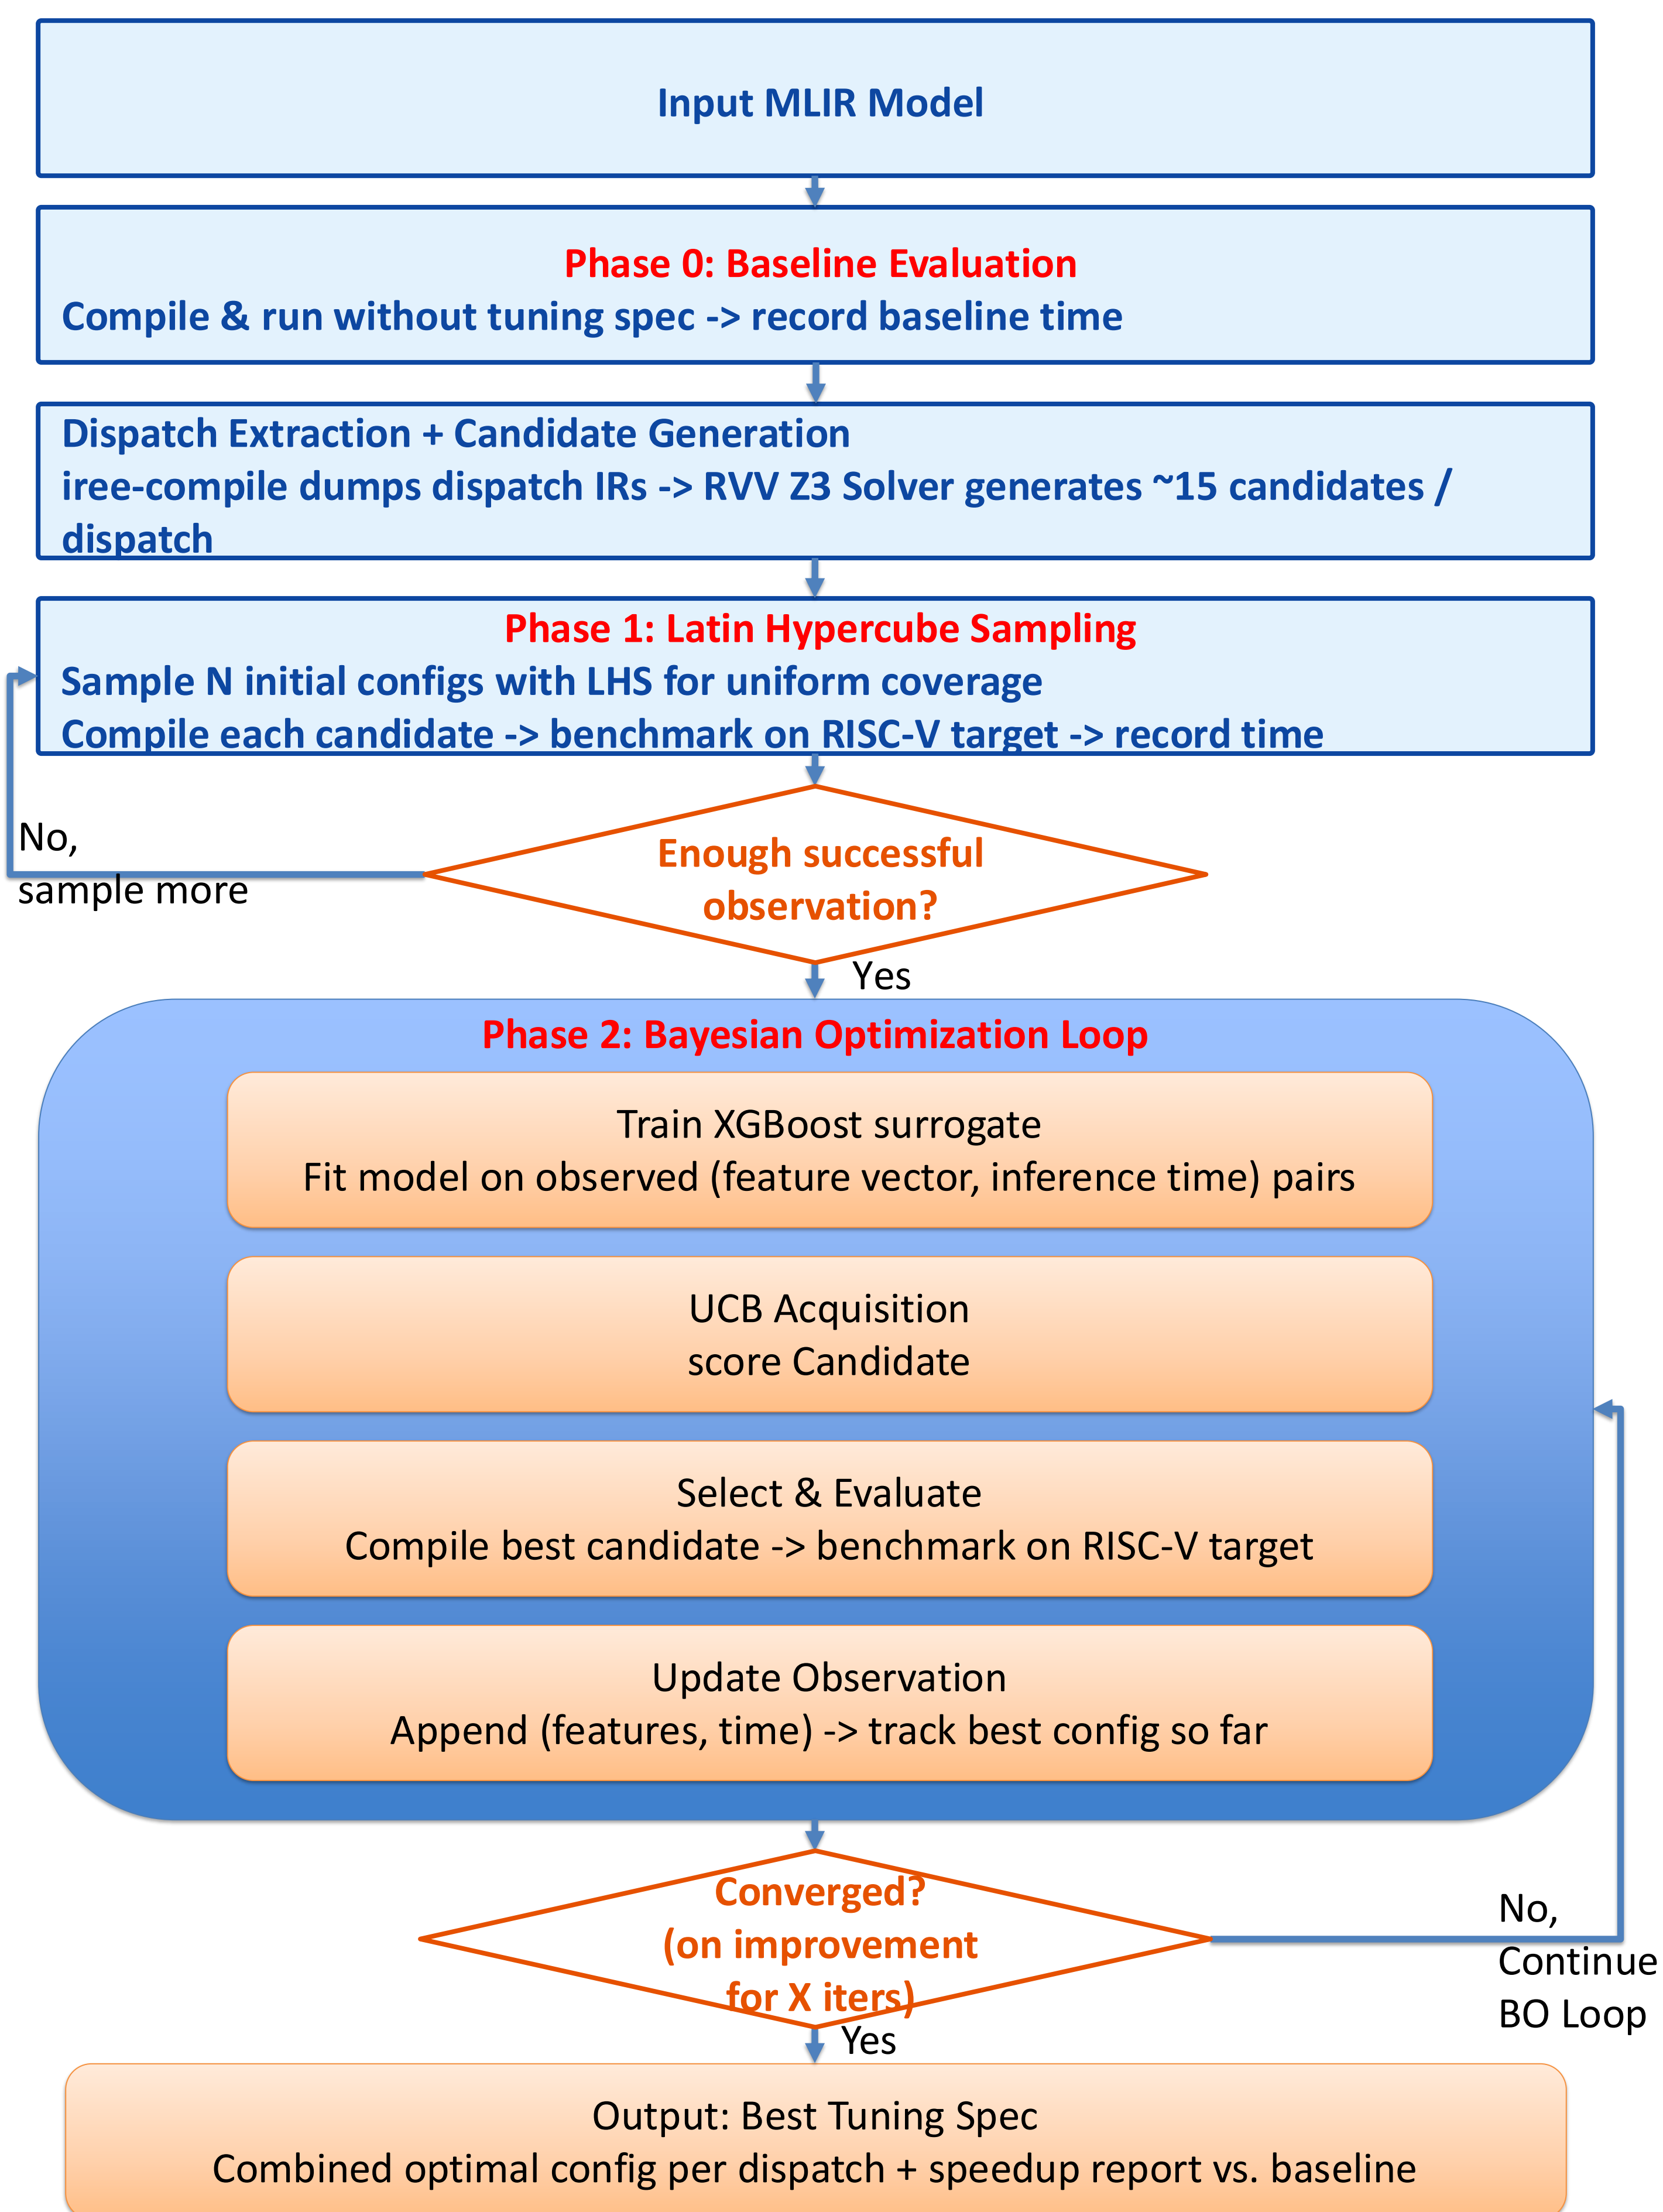 Input MLIR Model
Phase 0: Baseline Evaluation
Compile & run without tuning spec -> record baseline time
Dispatch Extraction + Candidate Generation
iree-compile dumps dispatch IRs -> RVV Z3 Solver generates ~15 candidates /
dispatch
Phase 1: Latin Hypercube Sampling
Sample N initial configs with LHS for uniform coverage
Compile each candidate -> benchmark on RISC-V target -> record time
No,
sample more
Enough successful
observation?
Yes
Phase 2: Bayesian Optimization Loop
Train XGBoost surrogate
Fit model on observed (feature vector, inference time) pairs
UCB Acquisition
score Candidate
Select & Evaluate
Compile best candidate -> benchmark on RISC-V target
Update Observation
Append (features, time) -> track best config so far
Converged?
(on improvement
for X iters)
No,
Continue
BO Loop
Yes
Output: Best Tuning Spec
Combined optimal config per dispatch + speedup report vs. baseline